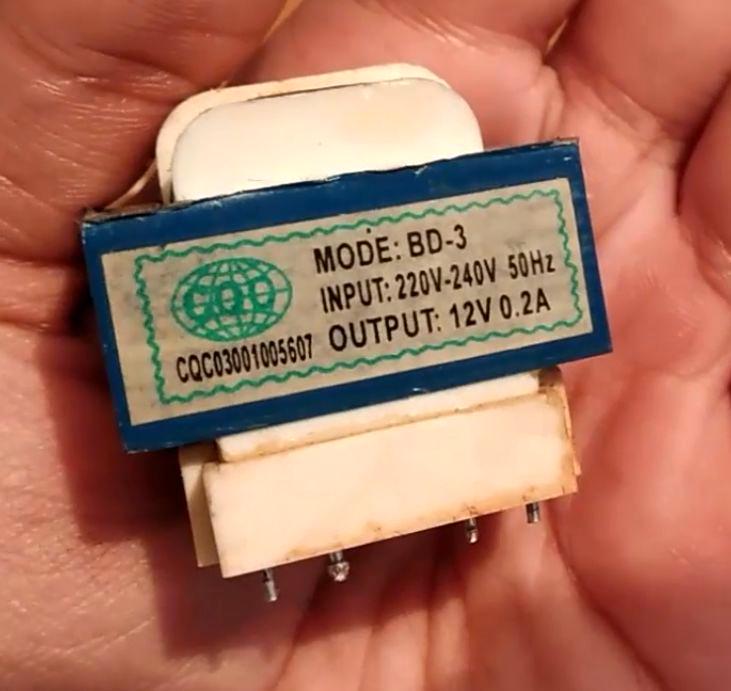 CQC
CQC03001005607
MODE: BD-3
INPUT: 220V-240V 50Hz
OUTPUT: 12V 0.2A